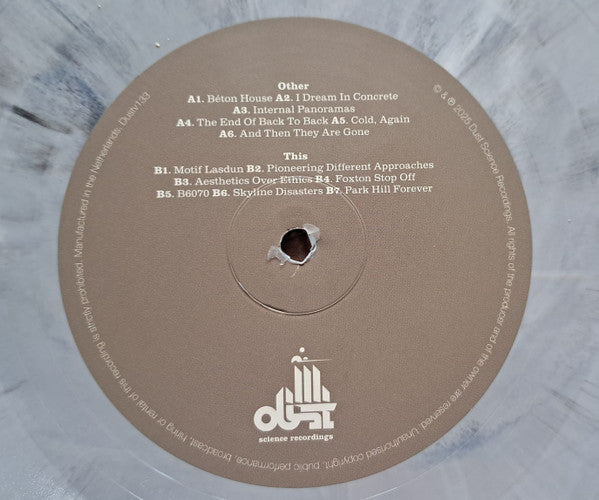 Other
A1. Béton House A2. I Dream In Concrete
A3. Internal Panoramas
A4. The End Of Back To Back A5. Cold, Again
A6. And Then They Are Gone
This
B1. Motif Lasdun B2. Pioneering Different Approaches
B3. Aesthetics Over Ethics B4. Foxton Stop Off
B5. B6070 B6. Skyline Disasters B7. Park Hill Forever
dust
science recordings
© & ℗ 2025 Dust Science Recordings. All rights of the producer and of the owner are reserved. Unauthorised copying, public performance, broadcast, hiring or rental of this recording is strictly prohibited. Manufactured in the Netherlands. Dustv133